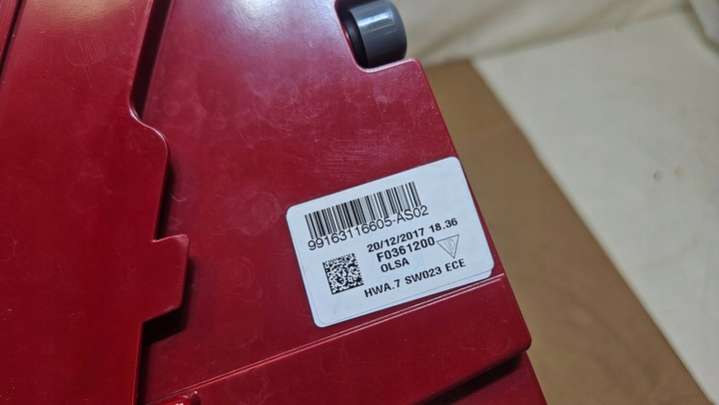 99163116605-AS02
20/12/2017 18.36
F0361200
OLSA
HWA.7 SW023 ECE